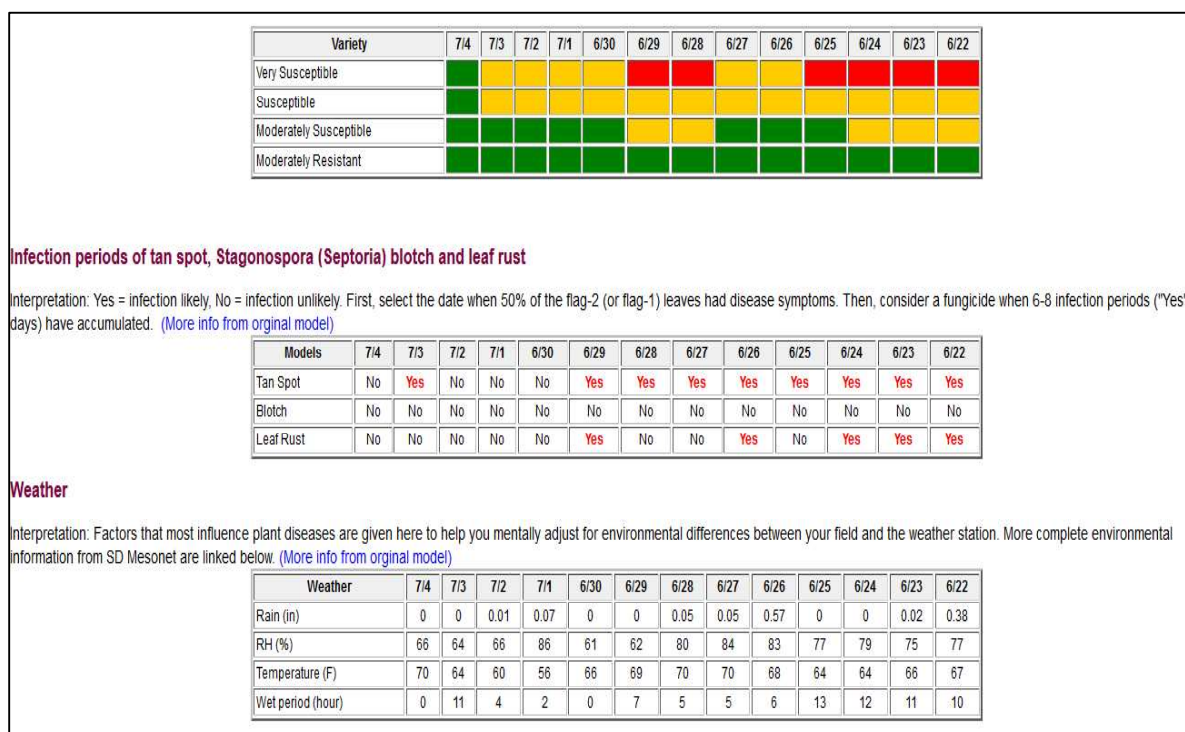 Variety 7/4 7/3 7/2 7/1 6/30 6/29 6/28 6/27 6/26 6/25 6/24 6/23 6/22
Very Susceptible
Susceptible
Moderately Susceptible
Moderately Resistant
Infection periods of tan spot, Stagonospora (Septoria) blotch and leaf rust
Interpretation: Yes = infection likely, No = infection unlikely. First, select the date when 50% of the flag-2 (or flag-1) leaves had disease symptoms. Then, consider a fungicide when 6-8 infection periods ("Yes"
days) have accumulated. (More info from orginal model)
Models 7/4 7/3 7/2 7/1 6/30 6/29 6/28 6/27 6/26 6/25 6/24 6/23 6/22
Tan Spot No Yes No No No Yes Yes Yes Yes Yes Yes Yes Yes
Blotch No No No No No No No No No No No No No
Leaf Rust No No No No No Yes No No Yes No Yes Yes Yes
Weather
Interpretation: Factors that most influence plant diseases are given here to help you mentally adjust for environmental differences between your field and the weather station. More complete environmental
information from SD Mesonet are linked below. (More info from orginal model)
Weather 7/4 7/3 7/2 7/1 6/30 6/29 6/28 6/27 6/26 6/25 6/24 6/23 6/22
Rain (in) 0 0 0.01 0.07 0 0 0.05 0.05 0.57 0 0 0.02 0.38
RH (%) 66 64 66 86 61 62 80 84 83 77 79 75 77
Temperature (F) 70 64 60 56 66 69 70 70 68 64 64 66 67
Wet period (hour) 0 11 4 2 0 7 5 5 6 13 12 11 10